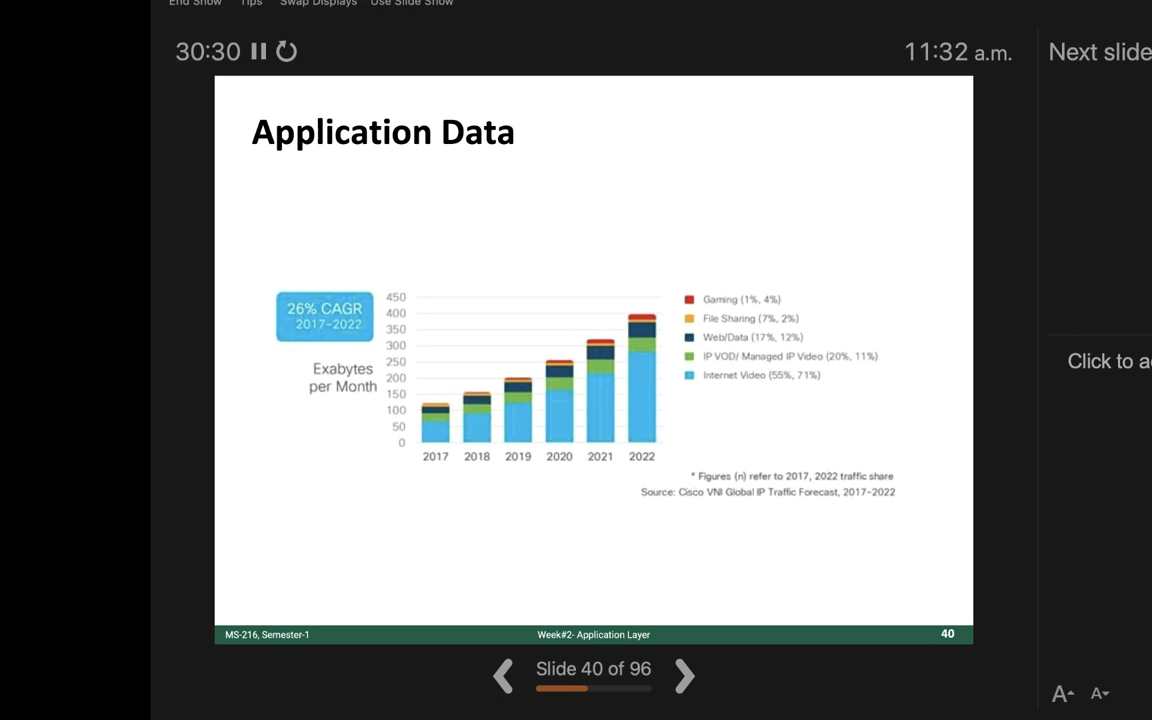 End Show Tips Swap Displays Use Slide Show
30:30
11:32 a.m.
Next slide
Application Data
26% CAGR
2017–2022
Exabytes
per Month
450
400
350
300
250
200
150
100
50
0
2017 2018 2019 2020 2021 2022
Gaming (1%, 4%)
File Sharing (7%, 2%)
Web/Data (17%, 12%)
IP VOD/ Managed IP Video (20%, 11%)
Internet Video (55%, 71%)
* Figures (n) refer to 2017, 2022 traffic share
Source: Cisco VNI Global IP Traffic Forecast, 2017–2022
MS-216, Semester-1
Week#2- Application Layer
40
Slide 40 of 96
Click to a
A A